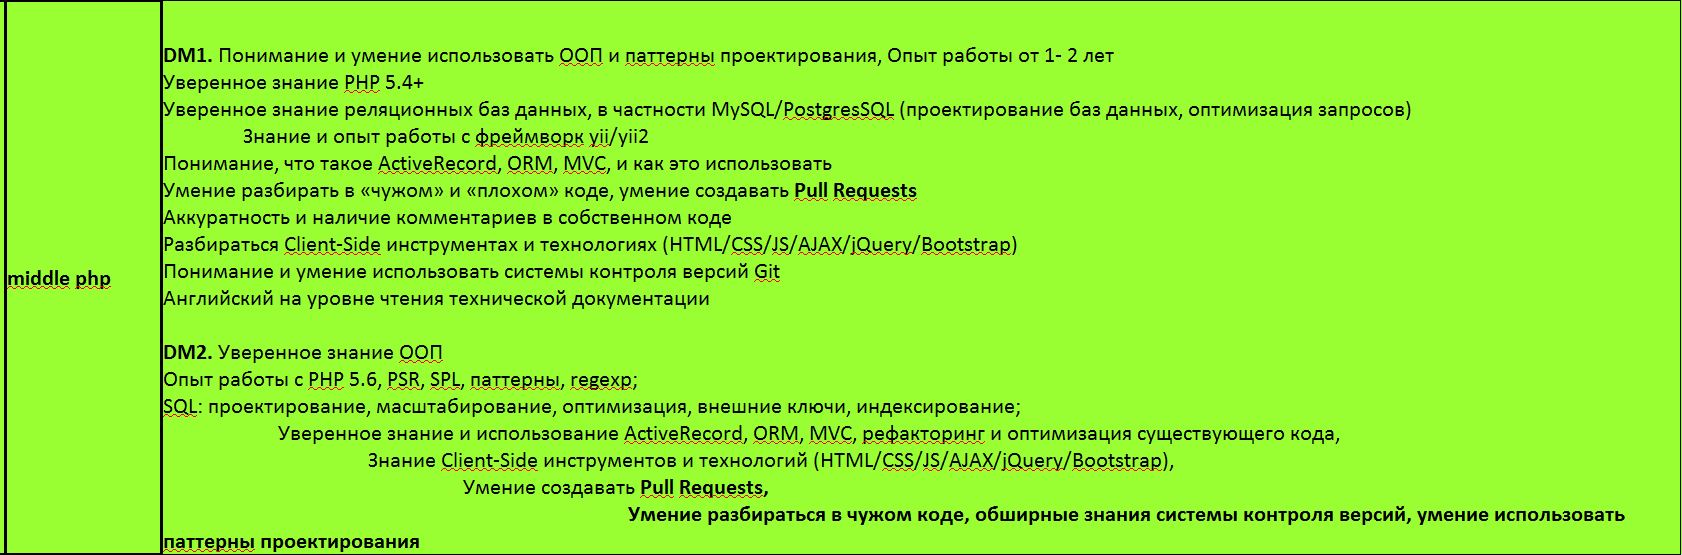 DM1. Понимание и умение использовать ООП и паттерны проектирования, Опыт работы от 1- 2 лет
Уверенное знание PHP 5.4+
Уверенное знание реляционных баз данных, в частности MySQL/PostgresSQL (проектирование баз данных, оптимизация запросов)
Знание и опыт работы с фреймворк yii/yii2
Понимание, что такое ActiveRecord, ORM, MVC, и как это использовать
Умение разбирать в «чужом» и «плохом» коде, умение создавать Pull Requests
Аккуратность и наличие комментариев в собственном коде
Разбираться Client-Side инструментах и технологиях (HTML/CSS/JS/AJAX/jQuery/Bootstrap)
middle php
Понимание и умение использовать системы контроля версий Git
Английский на уровне чтения технической документации
DM2. Уверенное знание ООП
Опыт работы с PHP 5.6, PSR, SPL, паттерны, regexp;
SQL: проектирование, масштабирование, оптимизация, внешние ключи, индексирование;
Уверенное знание и использование ActiveRecord, ORM, MVC, рефакторинг и оптимизация существующего кода,
Знание Client-Side инструментов и технологий (HTML/CSS/JS/AJAX/jQuery/Bootstrap),
Умение создавать Pull Requests,
Умение разбираться в чужом коде, обширные знания системы контроля версий, умение использовать
паттерны проектирования